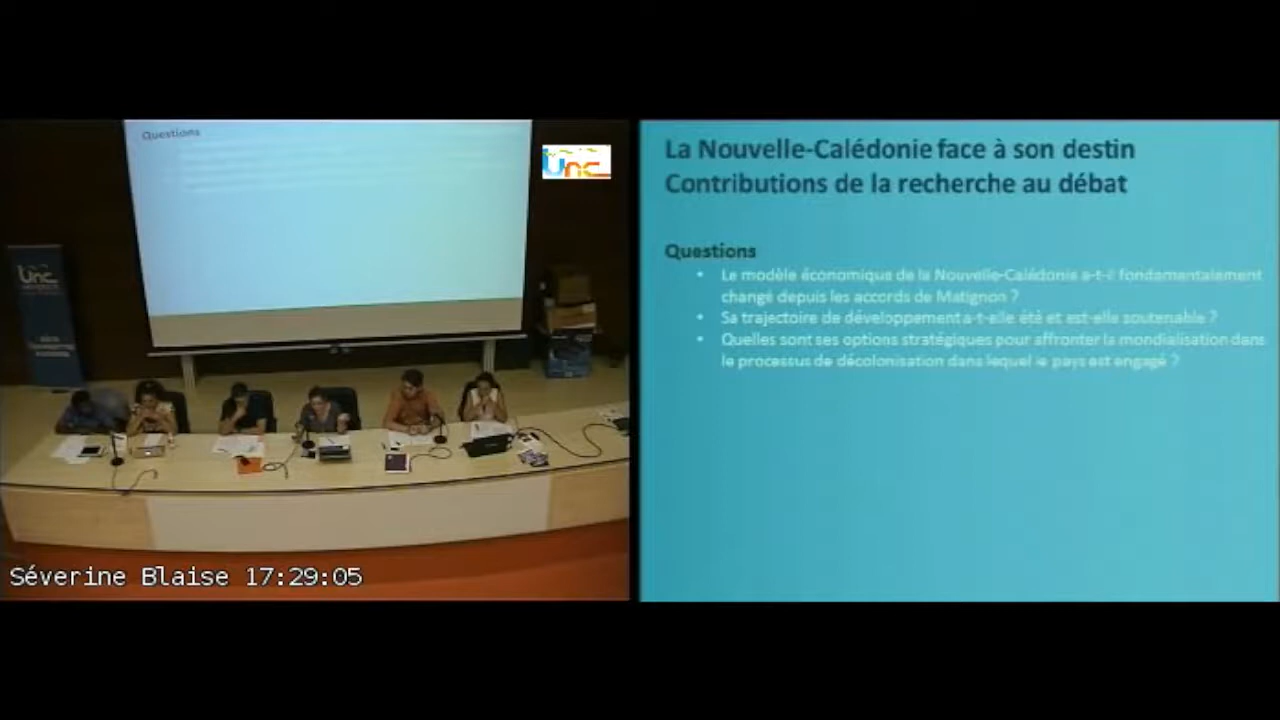 Questions
Unc
Unc
Séverine Blaise 17:29:05
La Nouvelle-Calédonie face à son destin
Contributions de la recherche au débat
Questions
• Le modèle économique de la Nouvelle-Calédonie a-t-il fondamentalement
changé depuis les accords de Matignon ?
• Sa trajectoire de développement a-t-elle été et est-elle soutenable ?
• Quelles sont ses options stratégiques pour affronter la mondialisation dans
le processus de décolonisation dans lequel le pays est engagé ?